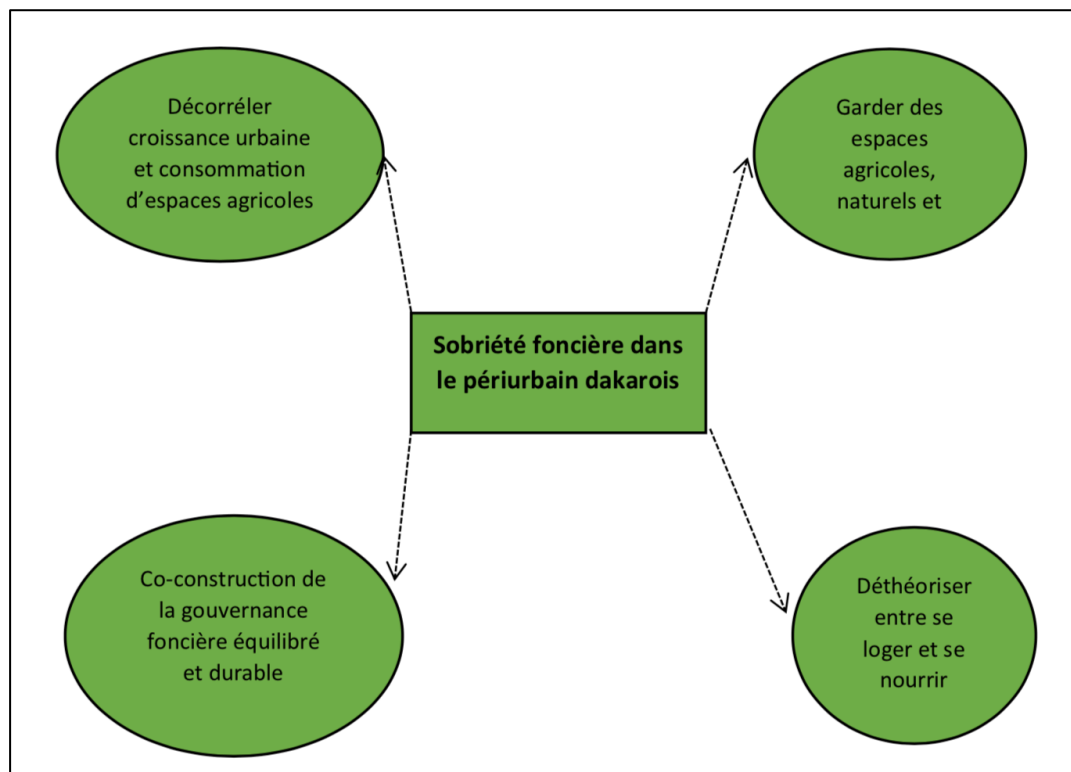 Décorréler
croissance urbaine
et consommation
d'espaces agricoles
Garder des
espaces
agricoles,
naturels et
Sobriété foncière dans
le périurbain dakarois
Co-construction de
la gouvernance
foncière équilibré
et durable
Déthéoriser
entre se
loger et se
nourrir